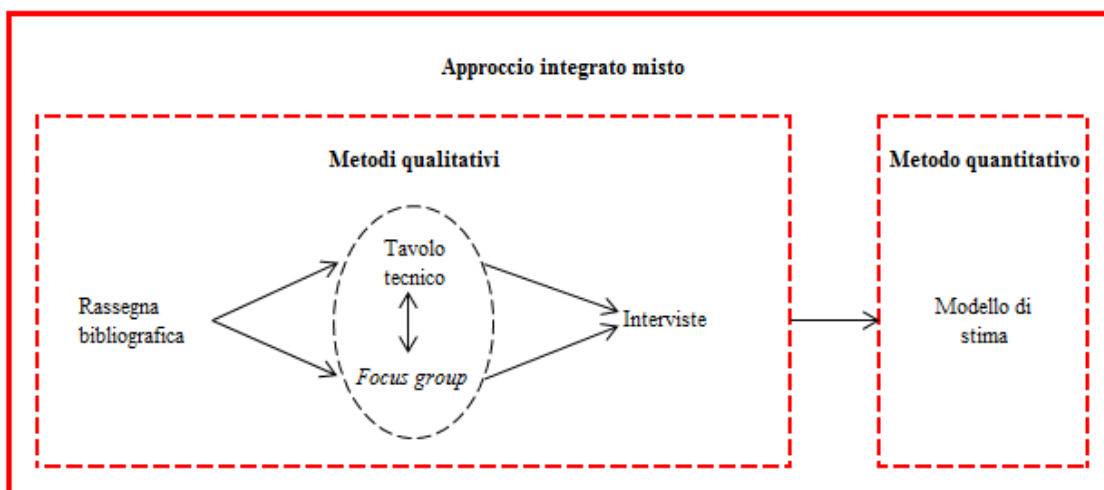 Approccio integrato misto
Metodi qualitativi
Metodo quantitativo
Rassegna
bibliografica
Tavolo
tecnico
Focus group
Interviste
Modello di
stima